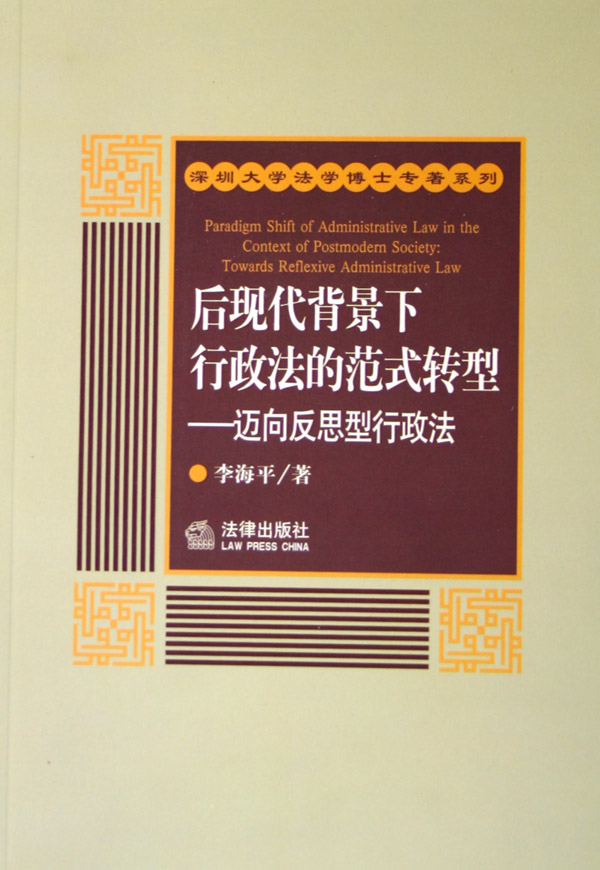 深圳大学法学博士专著系列
Paradigm Shift of Administrative Law in the
Context of Postmodern Society:
Towards Reflexive Administrative Law
后现代背景下
行政法的范式转型
——迈向反思型行政法
李海平/著
法律出版社
LAW PRESS CHINA